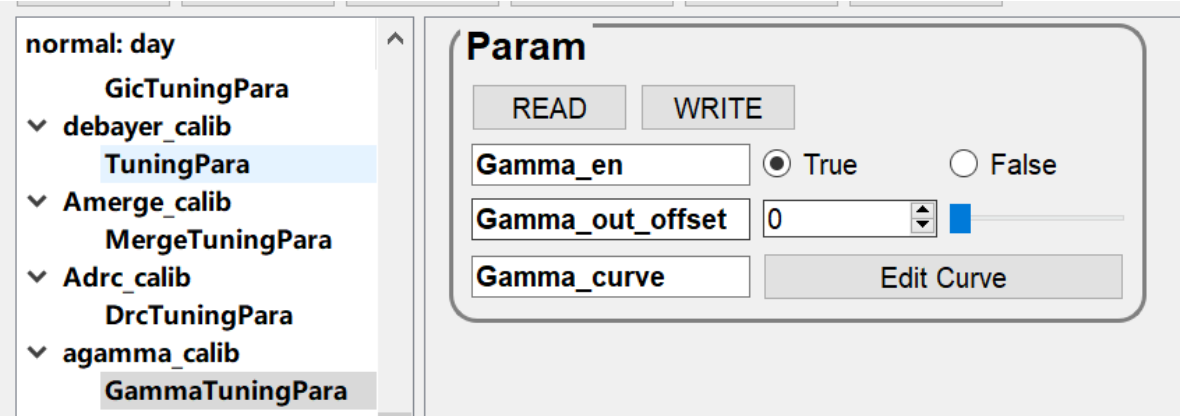 normal: day
GicTuningPara
debayer_calib
TuningPara
Amerge_calib
MergeTuningPara
Adrc_calib
DrcTuningPara
agamma_calib
GammaTuningPara
Param
READ WRITE
Gamma_en True False
Gamma_out_offset 0
Gamma_curve Edit Curve